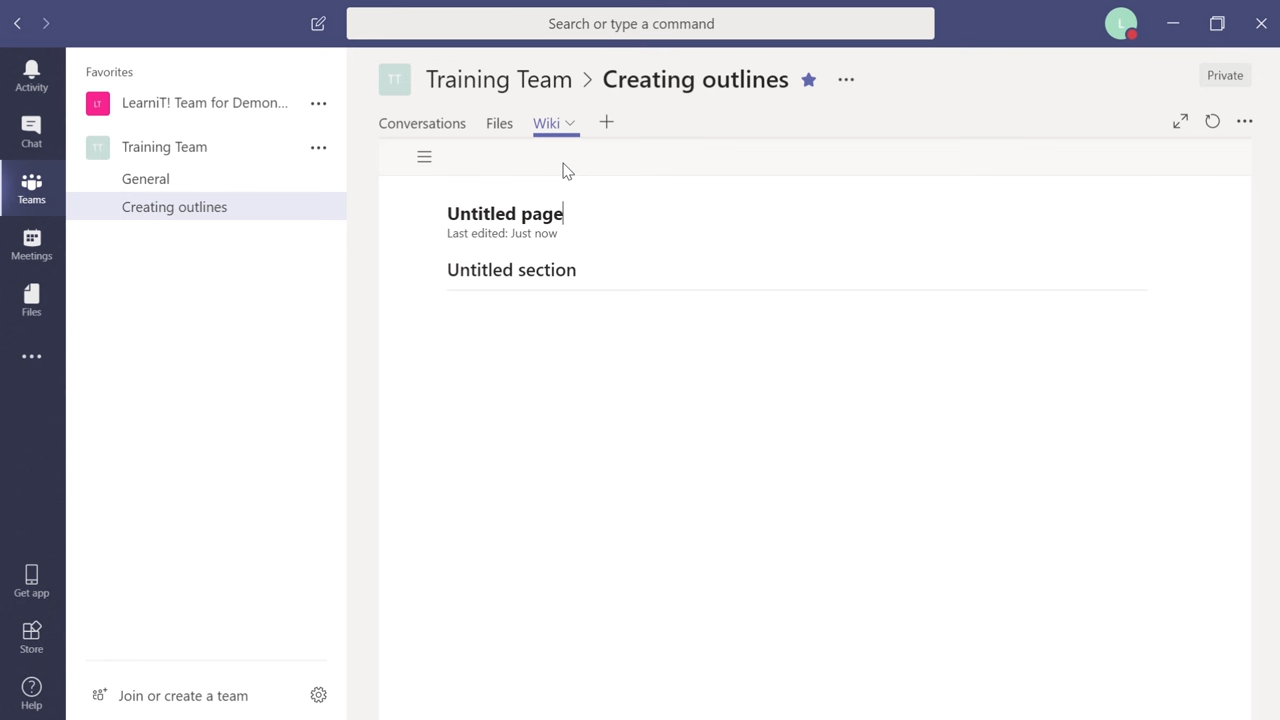 Search or type a command
L
Activity
Chat
Teams
Meetings
Files
Get app
Store
Help
Favorites
LT LearniT! Team for Demon...
TT Training Team
General
Creating outlines
Join or create a team
TT Training Team > Creating outlines
Private
Conversations Files Wiki
Untitled page
Last edited: Just now
Untitled section